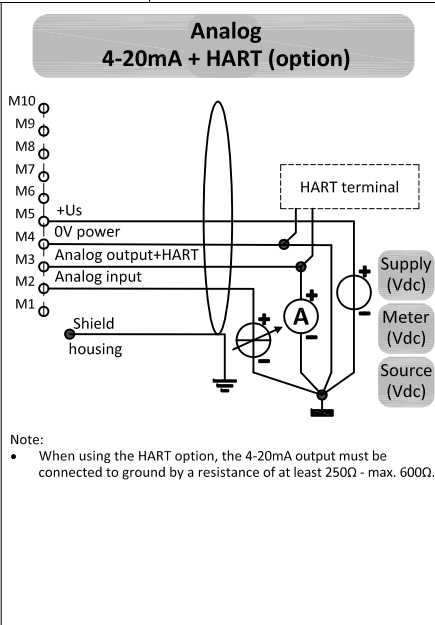 Analog
4-20mA + HART (option)
M10
M9
M8
M7
M6
M5
+Us
M4
0V power
M3
Analog output+HART
M2
Analog input
M1
Shield
housing
HART terminal
+
-
A
+
-
+
-
Supply
(Vdc)
Meter
(Vdc)
Source
(Vdc)
Note:
• When using the HART option, the 4-20mA output must be
connected to ground by a resistance of at least 250Ω - max. 600Ω.